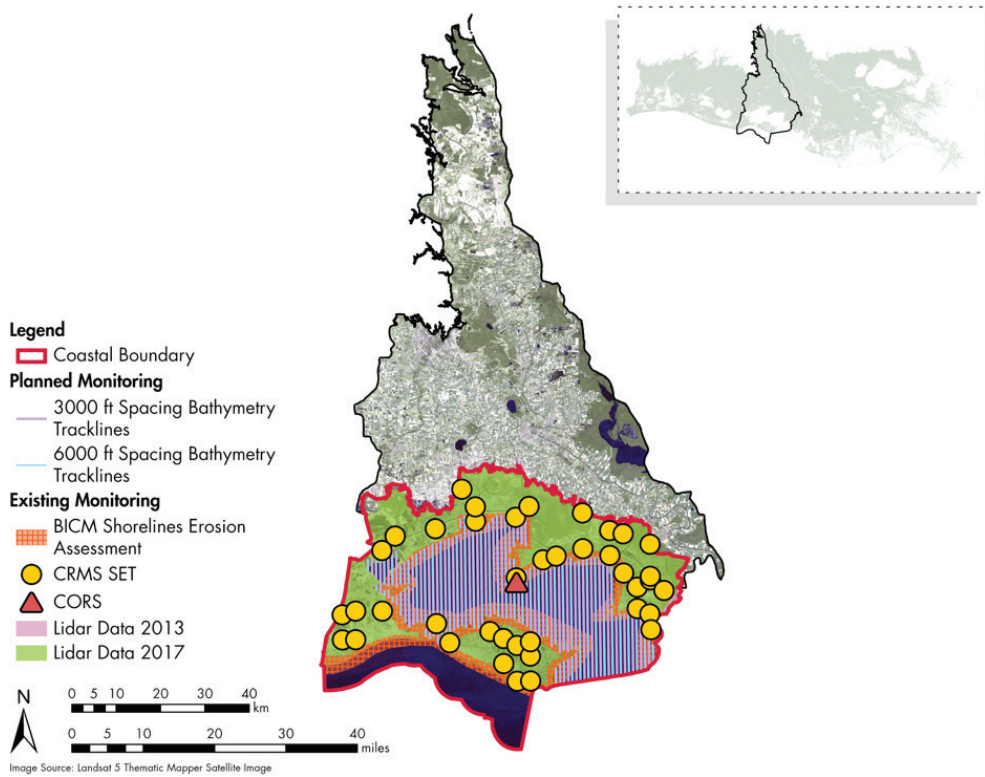 Legend
Coastal Boundary
Planned Monitoring
3000 ft Spacing Bathymetry
Tracklines
6000 ft Spacing Bathymetry
Tracklines
Existing Monitoring
BICM Shorelines Erosion
Assessment
CRMS SET
CORS
Lidar Data 2013
Lidar Data 2017
N
0 5 10 20 30 40
km
0 5 10 20 30 40
miles
Image Source: Landsat 5 Thematic Mapper Satellite Image